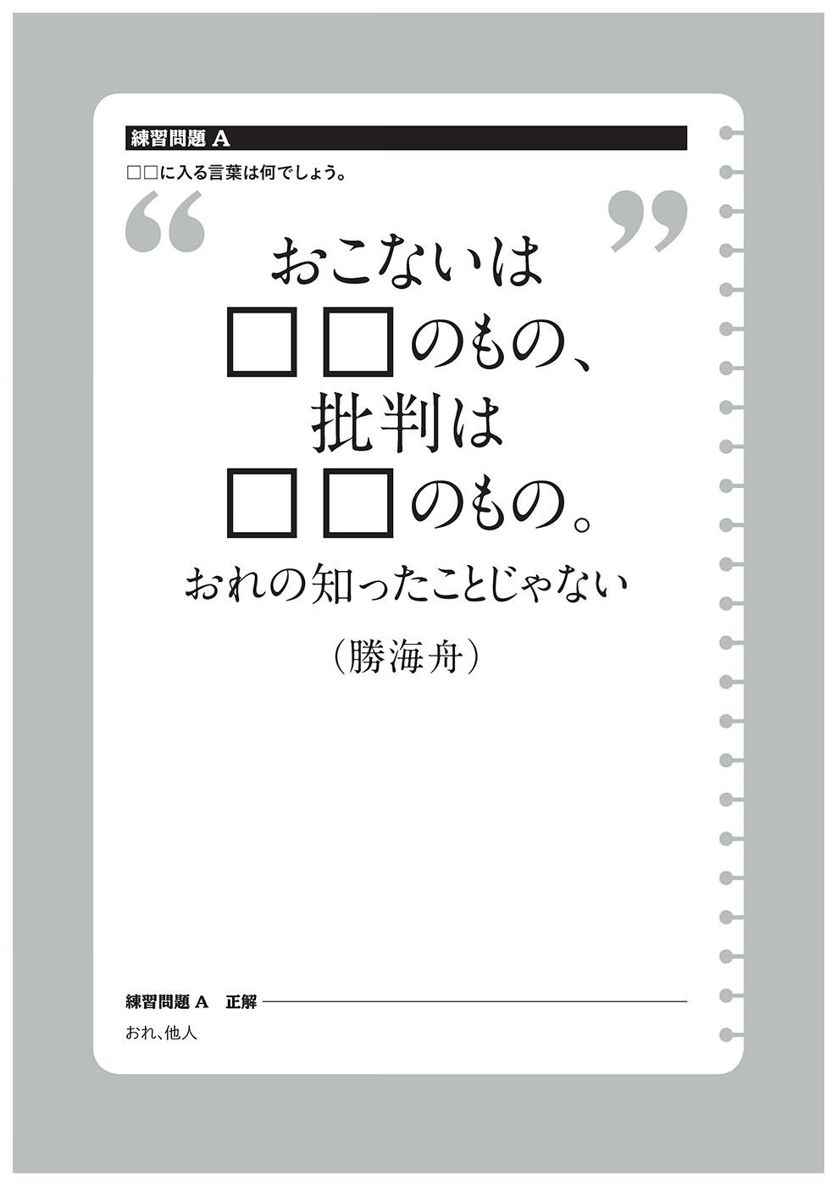 練習問題 A
□□に入る言葉は何でしょう。
“ ”
おこないは
□□のもの、
批判は
□□のもの。
おれの知ったことじゃない
（勝海舟）
練習問題 A　正解
おれ、他人